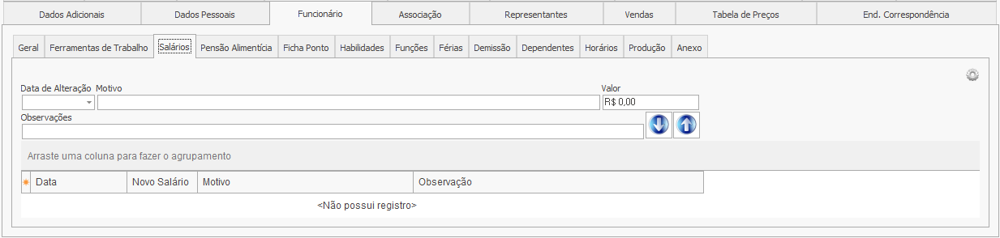 Dados Adicionais Dados Pessoais Funcionário Associação Representantes Vendas Tabela de Preços End. Correspondência
Geral Ferramentas de Trabalho Salários Pensão Alimentícia Ficha Ponto Habilidades Funções Férias Demissão Dependentes Horários Produção Anexo
Data de Alteração Motivo Valor
R$ 0,00
Observações
Arraste uma coluna para fazer o agrupamento
Data Novo Salário Motivo Observação
<Não possui registro>